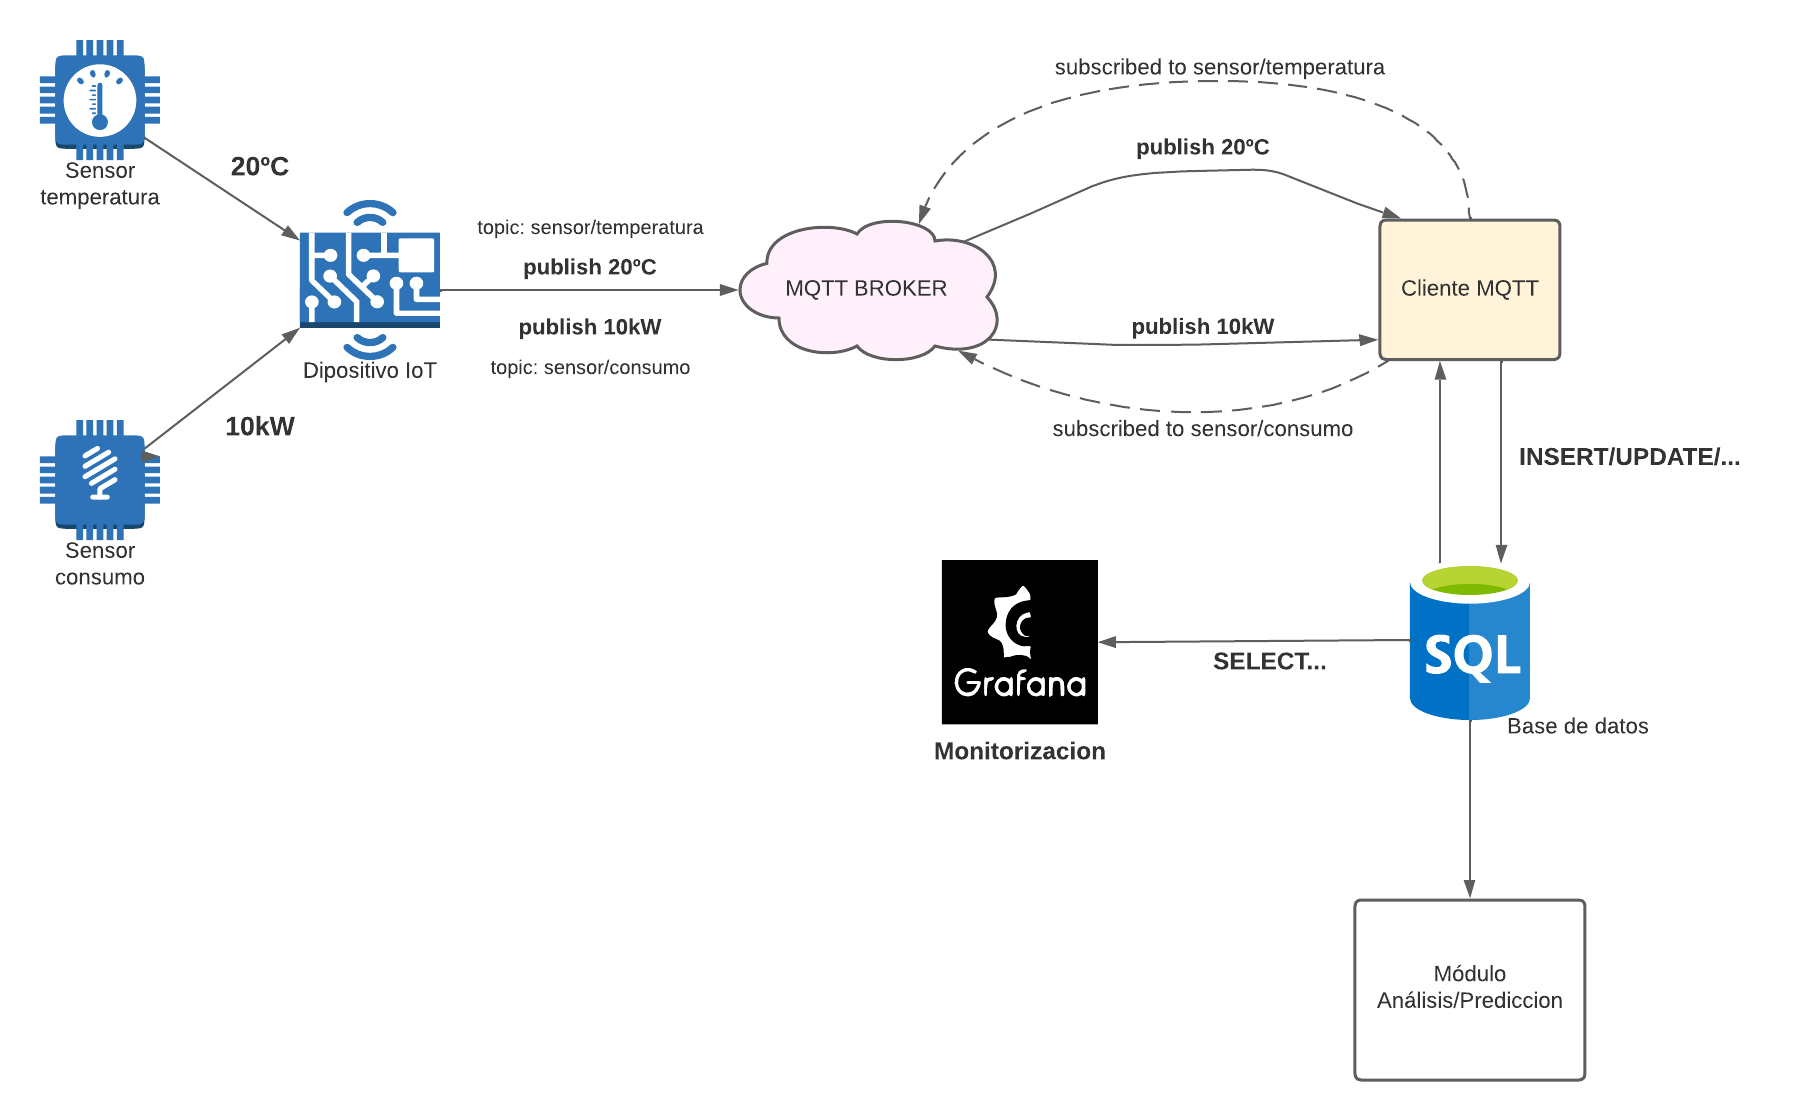 subscribed to sensor/temperatura
publish 20ºC
Sensor
temperatura
20ºC
topic: sensor/temperatura
publish 20ºC
MQTT BROKER
Cliente MQTT
publish 10kW
publish 10kW
topic: sensor/consumo
Dipositivo IoT
10kW
subscribed to sensor/consumo
INSERT/UPDATE/...
Sensor
consumo
Grafana
SELECT...
SQL
Base de datos
Monitorizacion
Módulo
Análisis/Prediccion